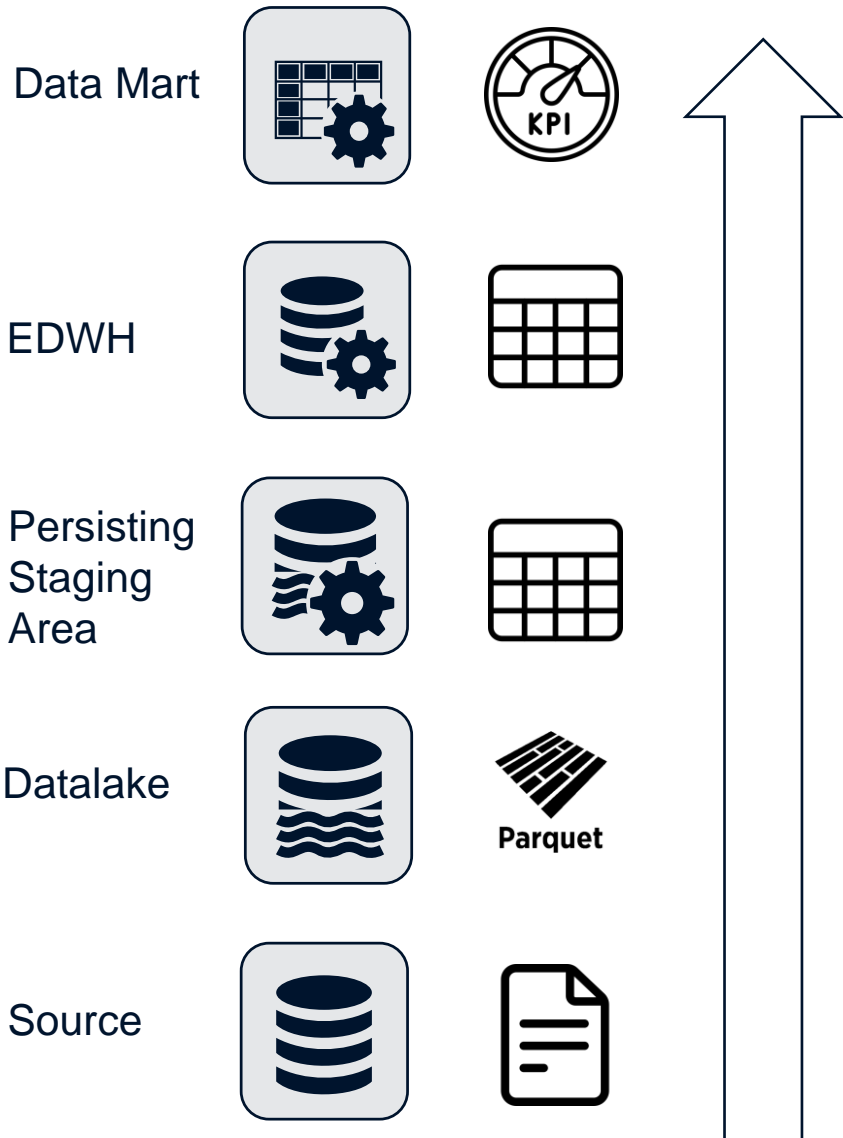 Data Mart
KPI
EDWH
Persisting
Staging
Area
Datalake
Parquet
Source